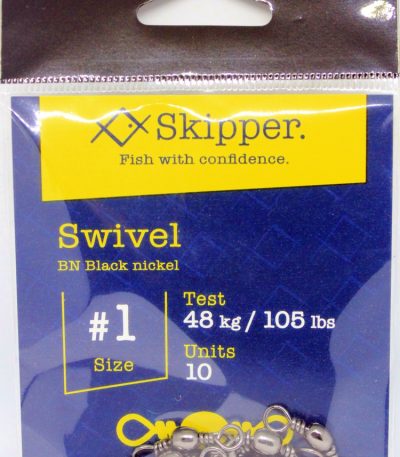 Skipper.
Fish with confidence.
Swivel
BN Black nickel
#1
Size
Test
48 kg / 105 lbs
Units
10